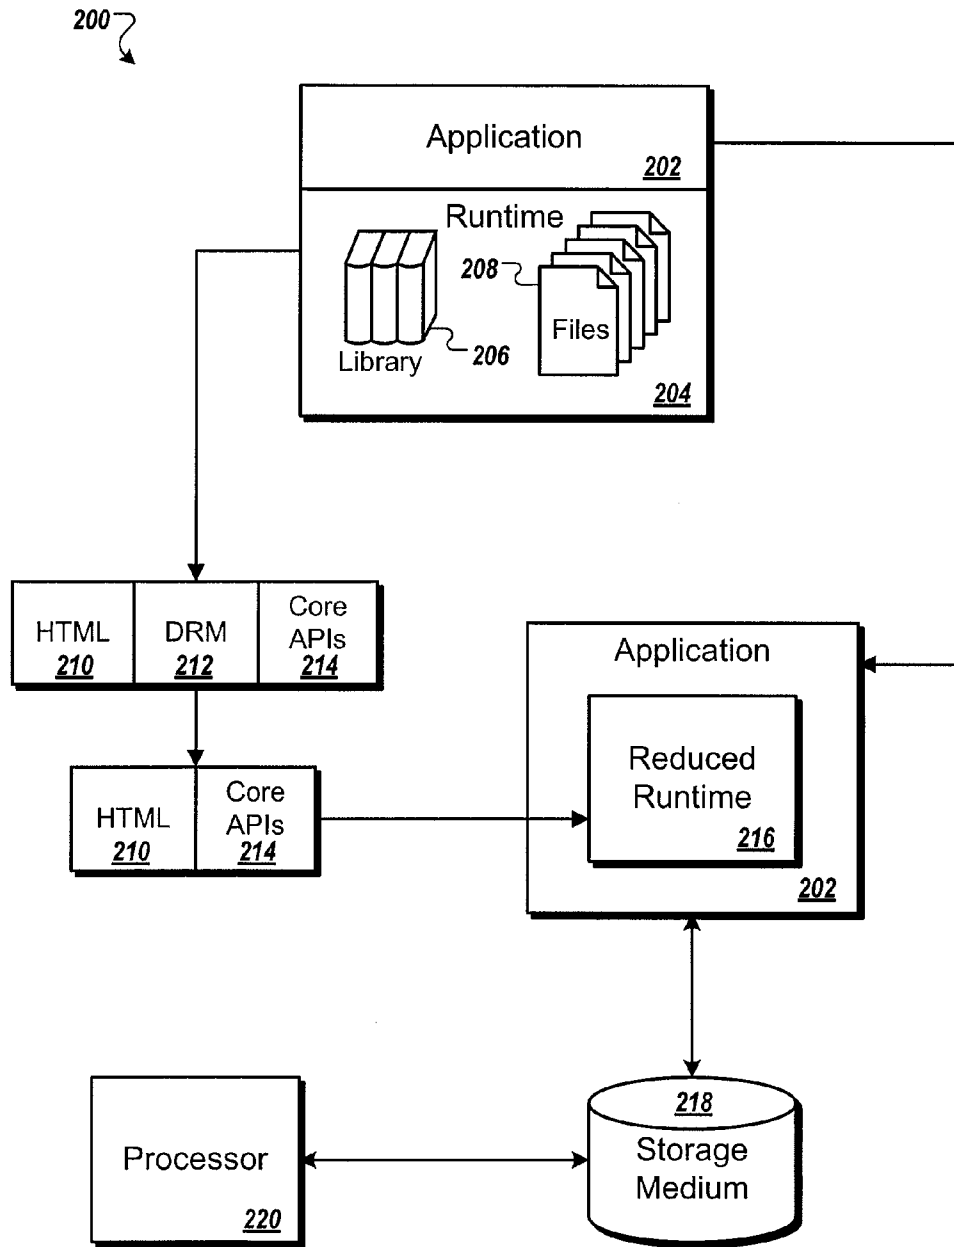 200
Application
202
Runtime
208
Files
206
Library
204
HTML
210
DRM
212
Core
APIs
214
HTML
210
Core
APIs
214
Application
Reduced
Runtime
216
202
218
Storage
Medium
Processor
220